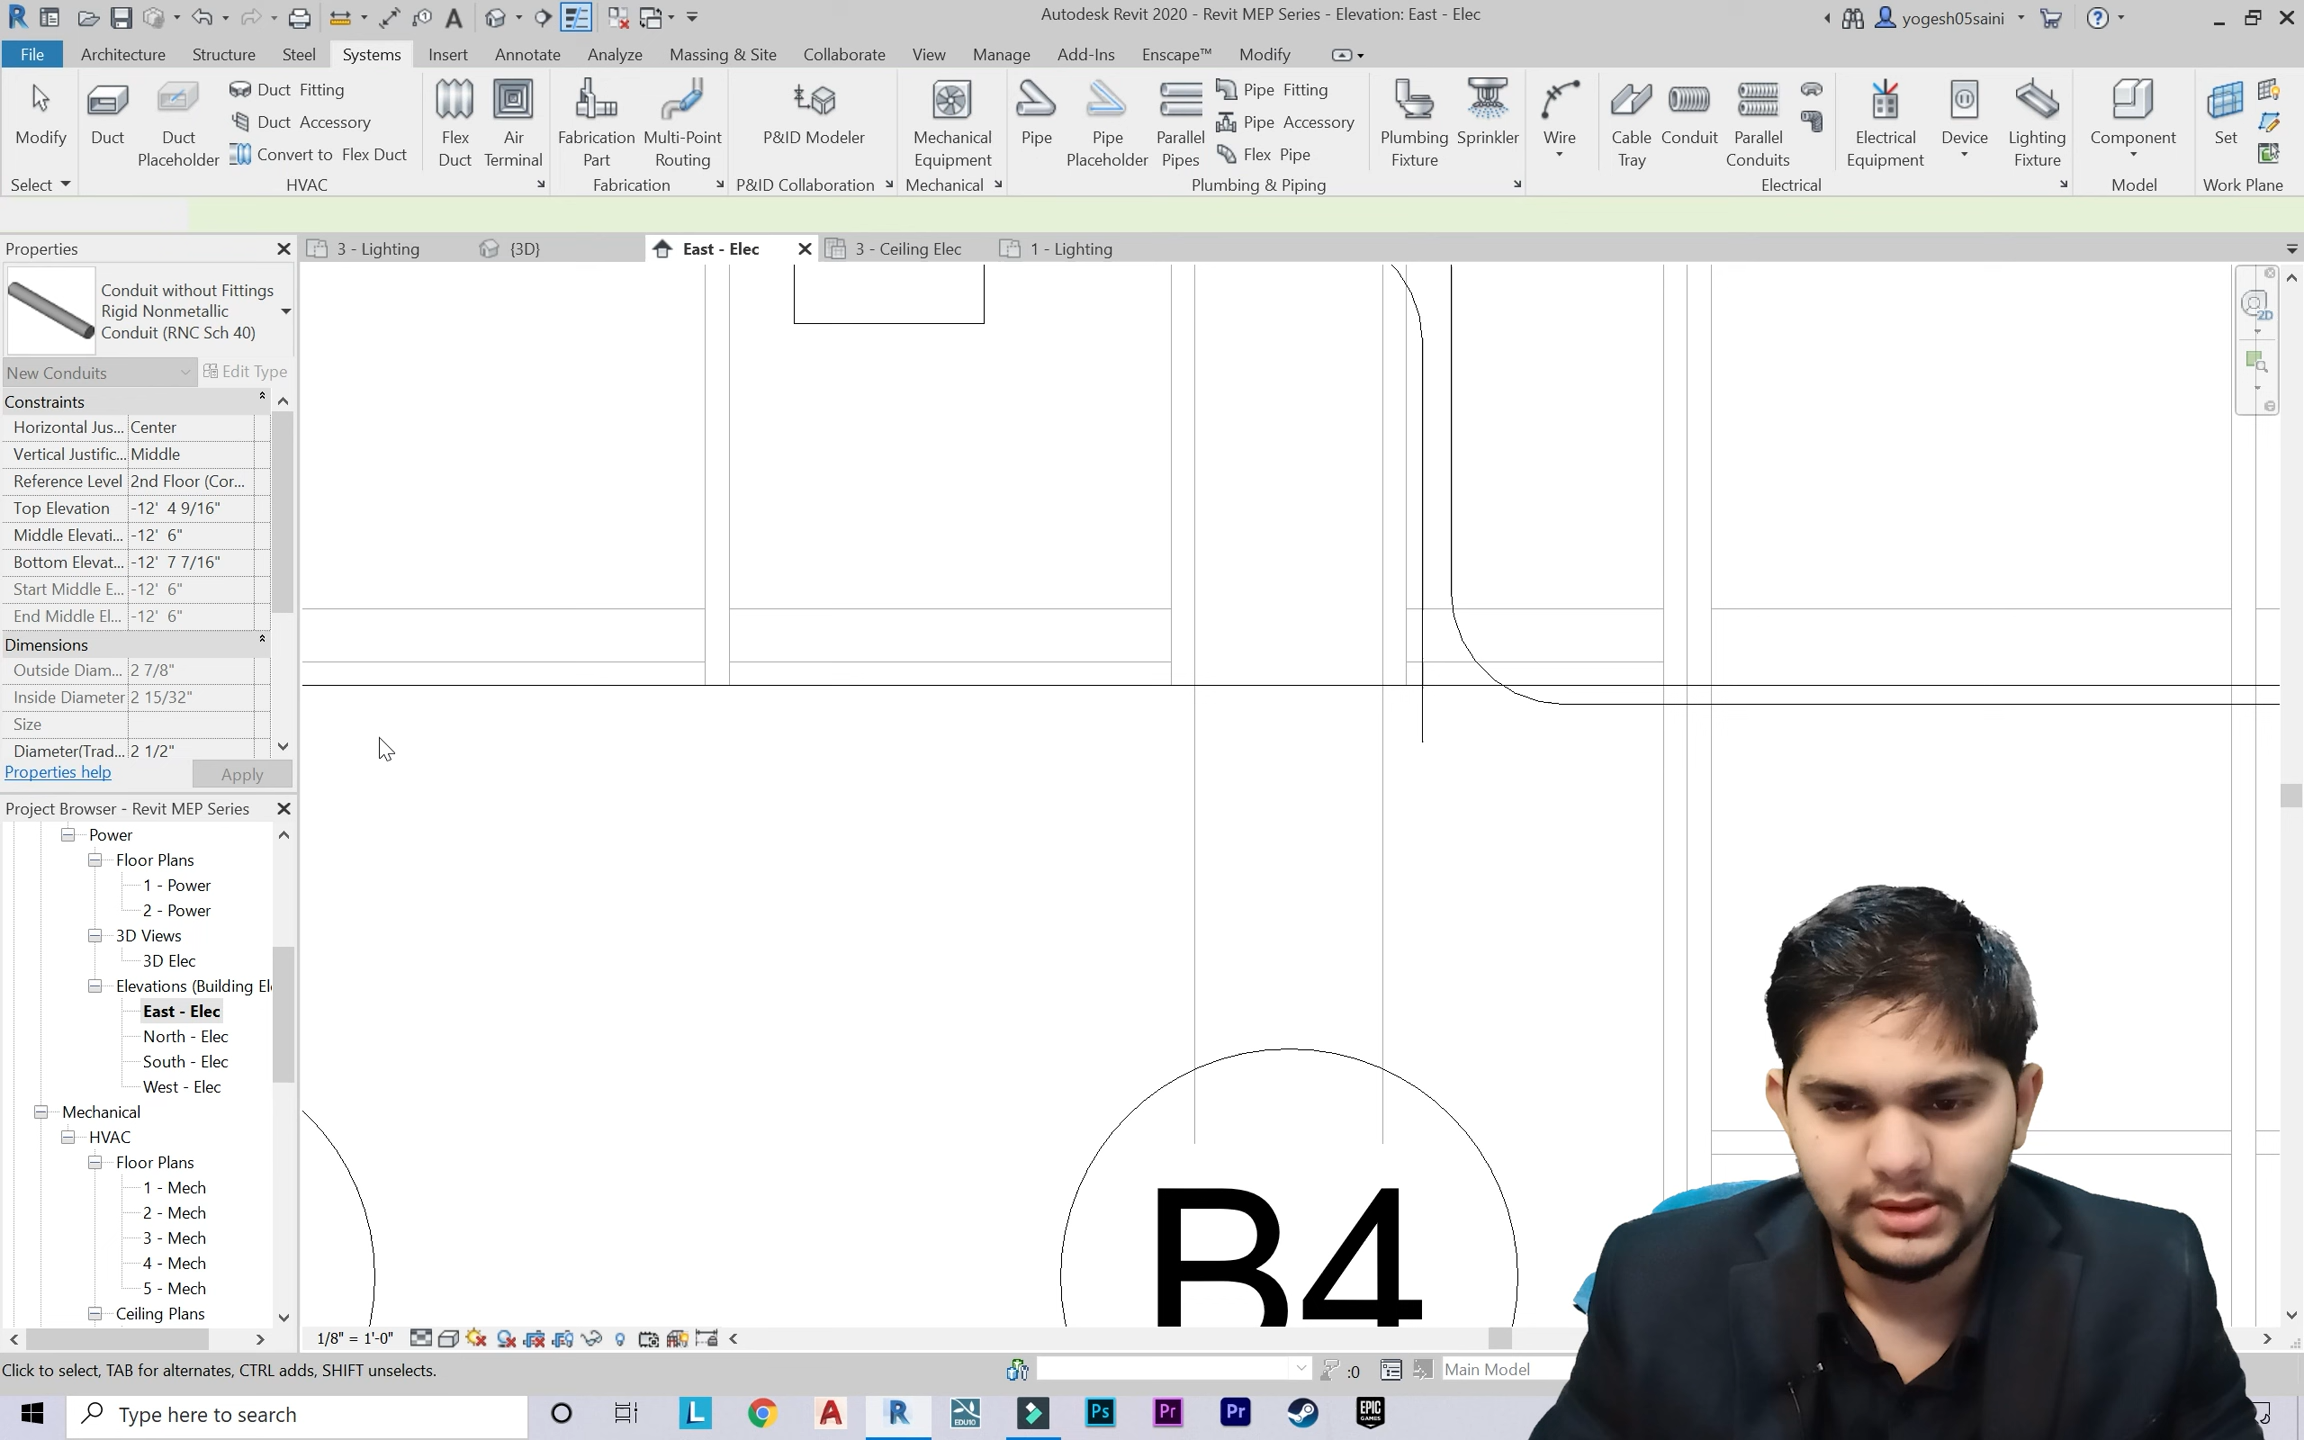 Autodesk Revit 2020 - Revit MEP Series - Elevation: East - Elec
yogesh05saini
File
Architecture
Structure
Steel
Systems
Insert
Annotate
Analyze
Massing & Site
Collaborate
View
Manage
Add-Ins
Enscape™
Modify
Modify
Duct
Duct Placeholder
Duct Fitting
Duct Accessory
Convert to Flex Duct
Flex Duct
Air Terminal
Fabrication Part
Multi-Point Routing
P&ID Modeler
Mechanical Equipment
Pipe
Pipe Placeholder
Parallel Pipes
Pipe Fitting
Pipe Accessory
Flex Pipe
Plumbing Fixture
Sprinkler
Wire
Cable Tray
Conduit
Parallel Conduits
Electrical Equipment
Device
Lighting Fixture
Component
Set
Select
HVAC
Fabrication
P&ID Collaboration
Mechanical
Plumbing & Piping
Electrical
Model
Work Plane
Properties
3 - Lighting
{3D}
East - Elec
3 - Ceiling Elec
1 - Lighting
2D
Conduit without Fittings
Rigid Nonmetallic
Conduit (RNC Sch 40)
New Conduits
Edit Type
Constraints
Horizontal Jus... Center
Vertical Justific... Middle
Reference Level 2nd Floor (Cor...
Top Elevation -12' 4 9/16"
Middle Elevati... -12' 6"
Bottom Elevat... -12' 7 7/16"
Start Middle E... -12' 6"
End Middle El... -12' 6"
Dimensions
Outside Diam... 2 7/8"
Inside Diameter 2 15/32"
Size
Diameter(Trad... 2 1/2"
Properties help
Apply
Project Browser - Revit MEP Series
Power
Floor Plans
1 - Power
2 - Power
3D Views
3D Elec
Elevations (Building El
East - Elec
North - Elec
South - Elec
West - Elec
Mechanical
HVAC
Floor Plans
1 - Mech
2 - Mech
3 - Mech
4 - Mech
5 - Mech
Ceiling Plans
B4
1/8" = 1'-0"
Click to select, TAB for alternates, CTRL adds, SHIFT unselects.
:0
Main Model
Type here to search
L
A
R
EDU10
Ps
Pr
Pr
EPIC
GAMES